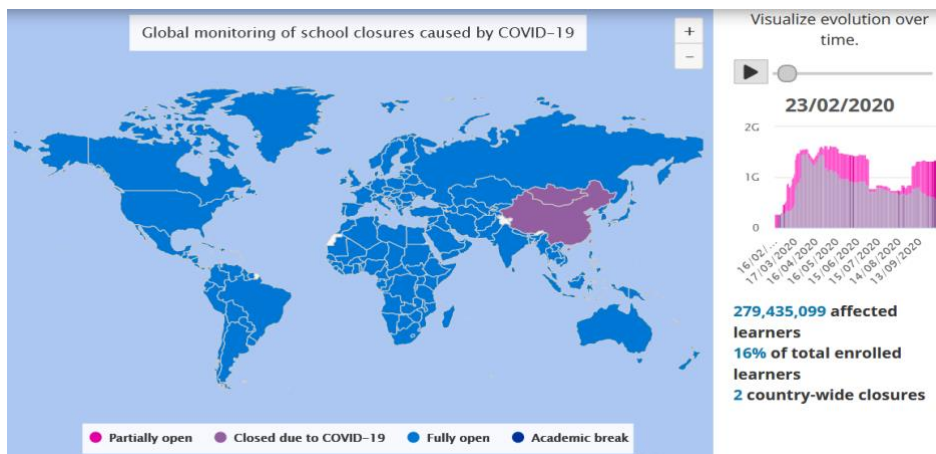 Global monitoring of school closures caused by COVID-19
+
−
Visualize evolution over
time.
23/02/2020
2G
1G
0
16/02/...
17/03/2020
16/04/2020
16/05/2020
15/06/2020
15/07/2020
14/08/2020
13/09/2020
279,435,099 affected
learners
16% of total enrolled
learners
2 country-wide closures
Partially open Closed due to COVID-19 Fully open Academic break